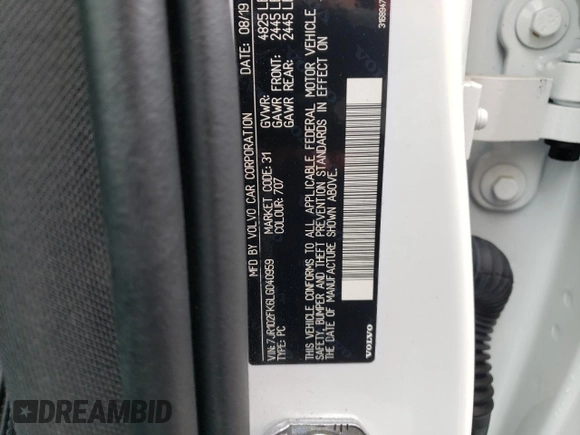 MFD BY VOLVO CAR CORPORATION DATE: 08/19
GVWR: 4825 LB
GAWR FRONT: 2445 LB
GAWR REAR: 2445 LB
VIN: 7JR102FK6LG040959 MARKET CODE: 31
TYPE: PC COLOUR: 707
THIS VEHICLE CONFORMS TO ALL APPLICABLE FEDERAL MOTOR VEHICLE
SAFETY, BUMPER AND THEFT PREVENTION STANDARDS IN EFFECT ON
THE DATE OF MANUFACTURE SHOWN ABOVE.
VOLVO
DREAMBID